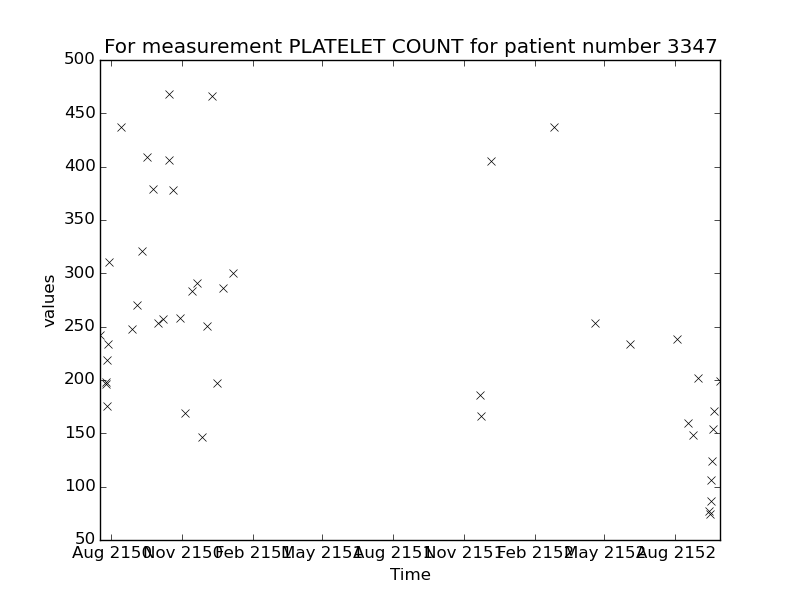 For measurement PLATELET COUNT for patient number 3347
500
450
400
350
300
250
200
150
100
50
values
Aug 2150 Nov 2150 Feb 2151 May 2151 Aug 2151 Nov 2151 Feb 2152 May 2152 Aug 2152
Time